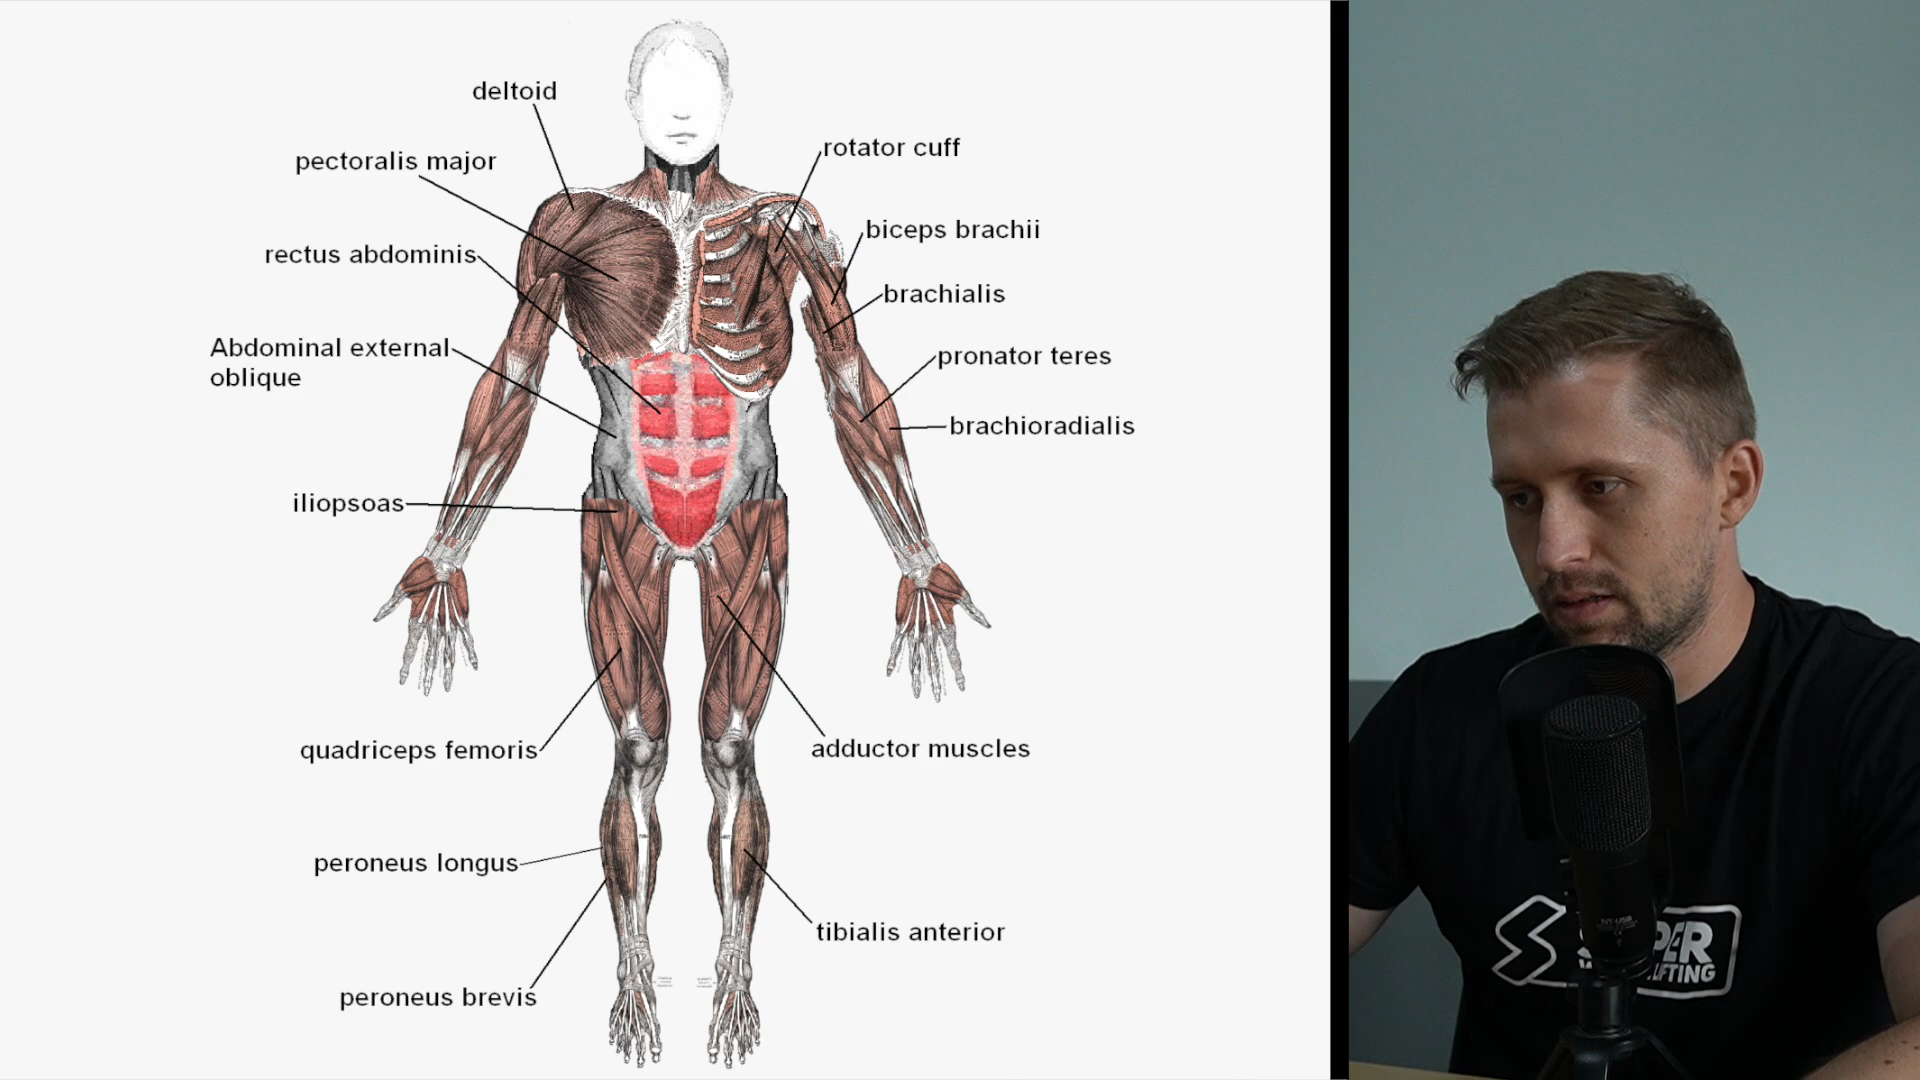 deltoid
pectoralis major
rectus abdominis
Abdominal external
oblique
iliopsoas
quadriceps femoris
peroneus longus
peroneus brevis
rotator cuff
biceps brachii
brachialis
pronator teres
brachioradialis
adductor muscles
tibialis anterior